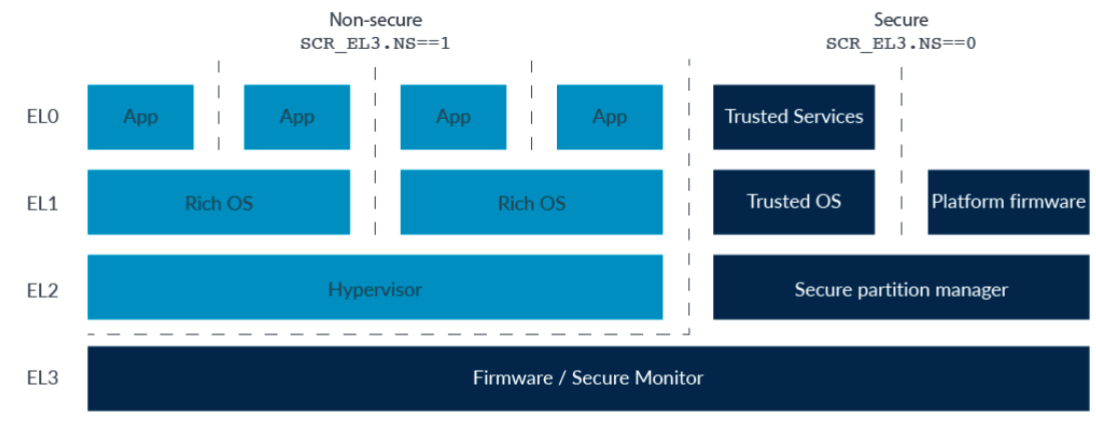 Non-secure
SCR_EL3.NS==1
Secure
SCR_EL3.NS==0
EL0
App
App
App
App
Trusted Services
EL1
Rich OS
Rich OS
Trusted OS
Platform firmware
EL2
Hypervisor
Secure partition manager
EL3
Firmware / Secure Monitor